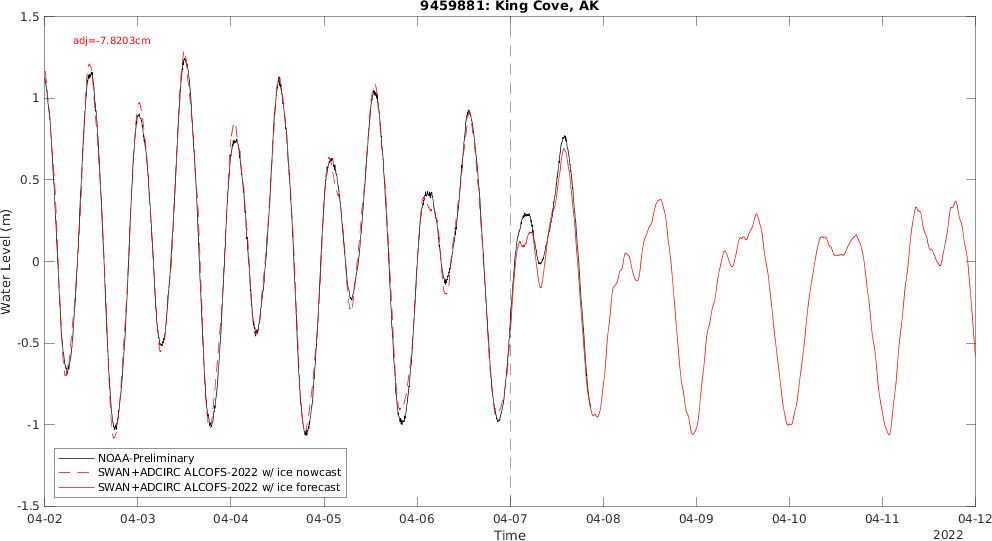 9459881: King Cove, AK
adj=-7.8203cm
Water Level (m)
1.5
1
0.5
0
-0.5
-1
-1.5
NOAA-Preliminary
SWAN+ADCIRC ALCOFS-2022 w/ ice nowcast
SWAN+ADCIRC ALCOFS-2022 w/ ice forecast
04-02 04-03 04-04 04-05 04-06 04-07 04-08 04-09 04-10 04-11 04-12
Time
2022